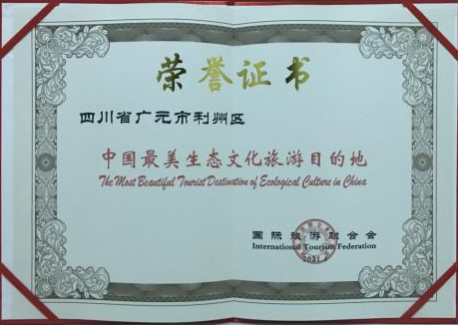 荣誉证书
四川省广元市利州区
中国最美生态文化旅游目的地
The Most Beautiful Tourist Destination of Ecological Culture in China
国际旅游联合会
International Tourism Federation